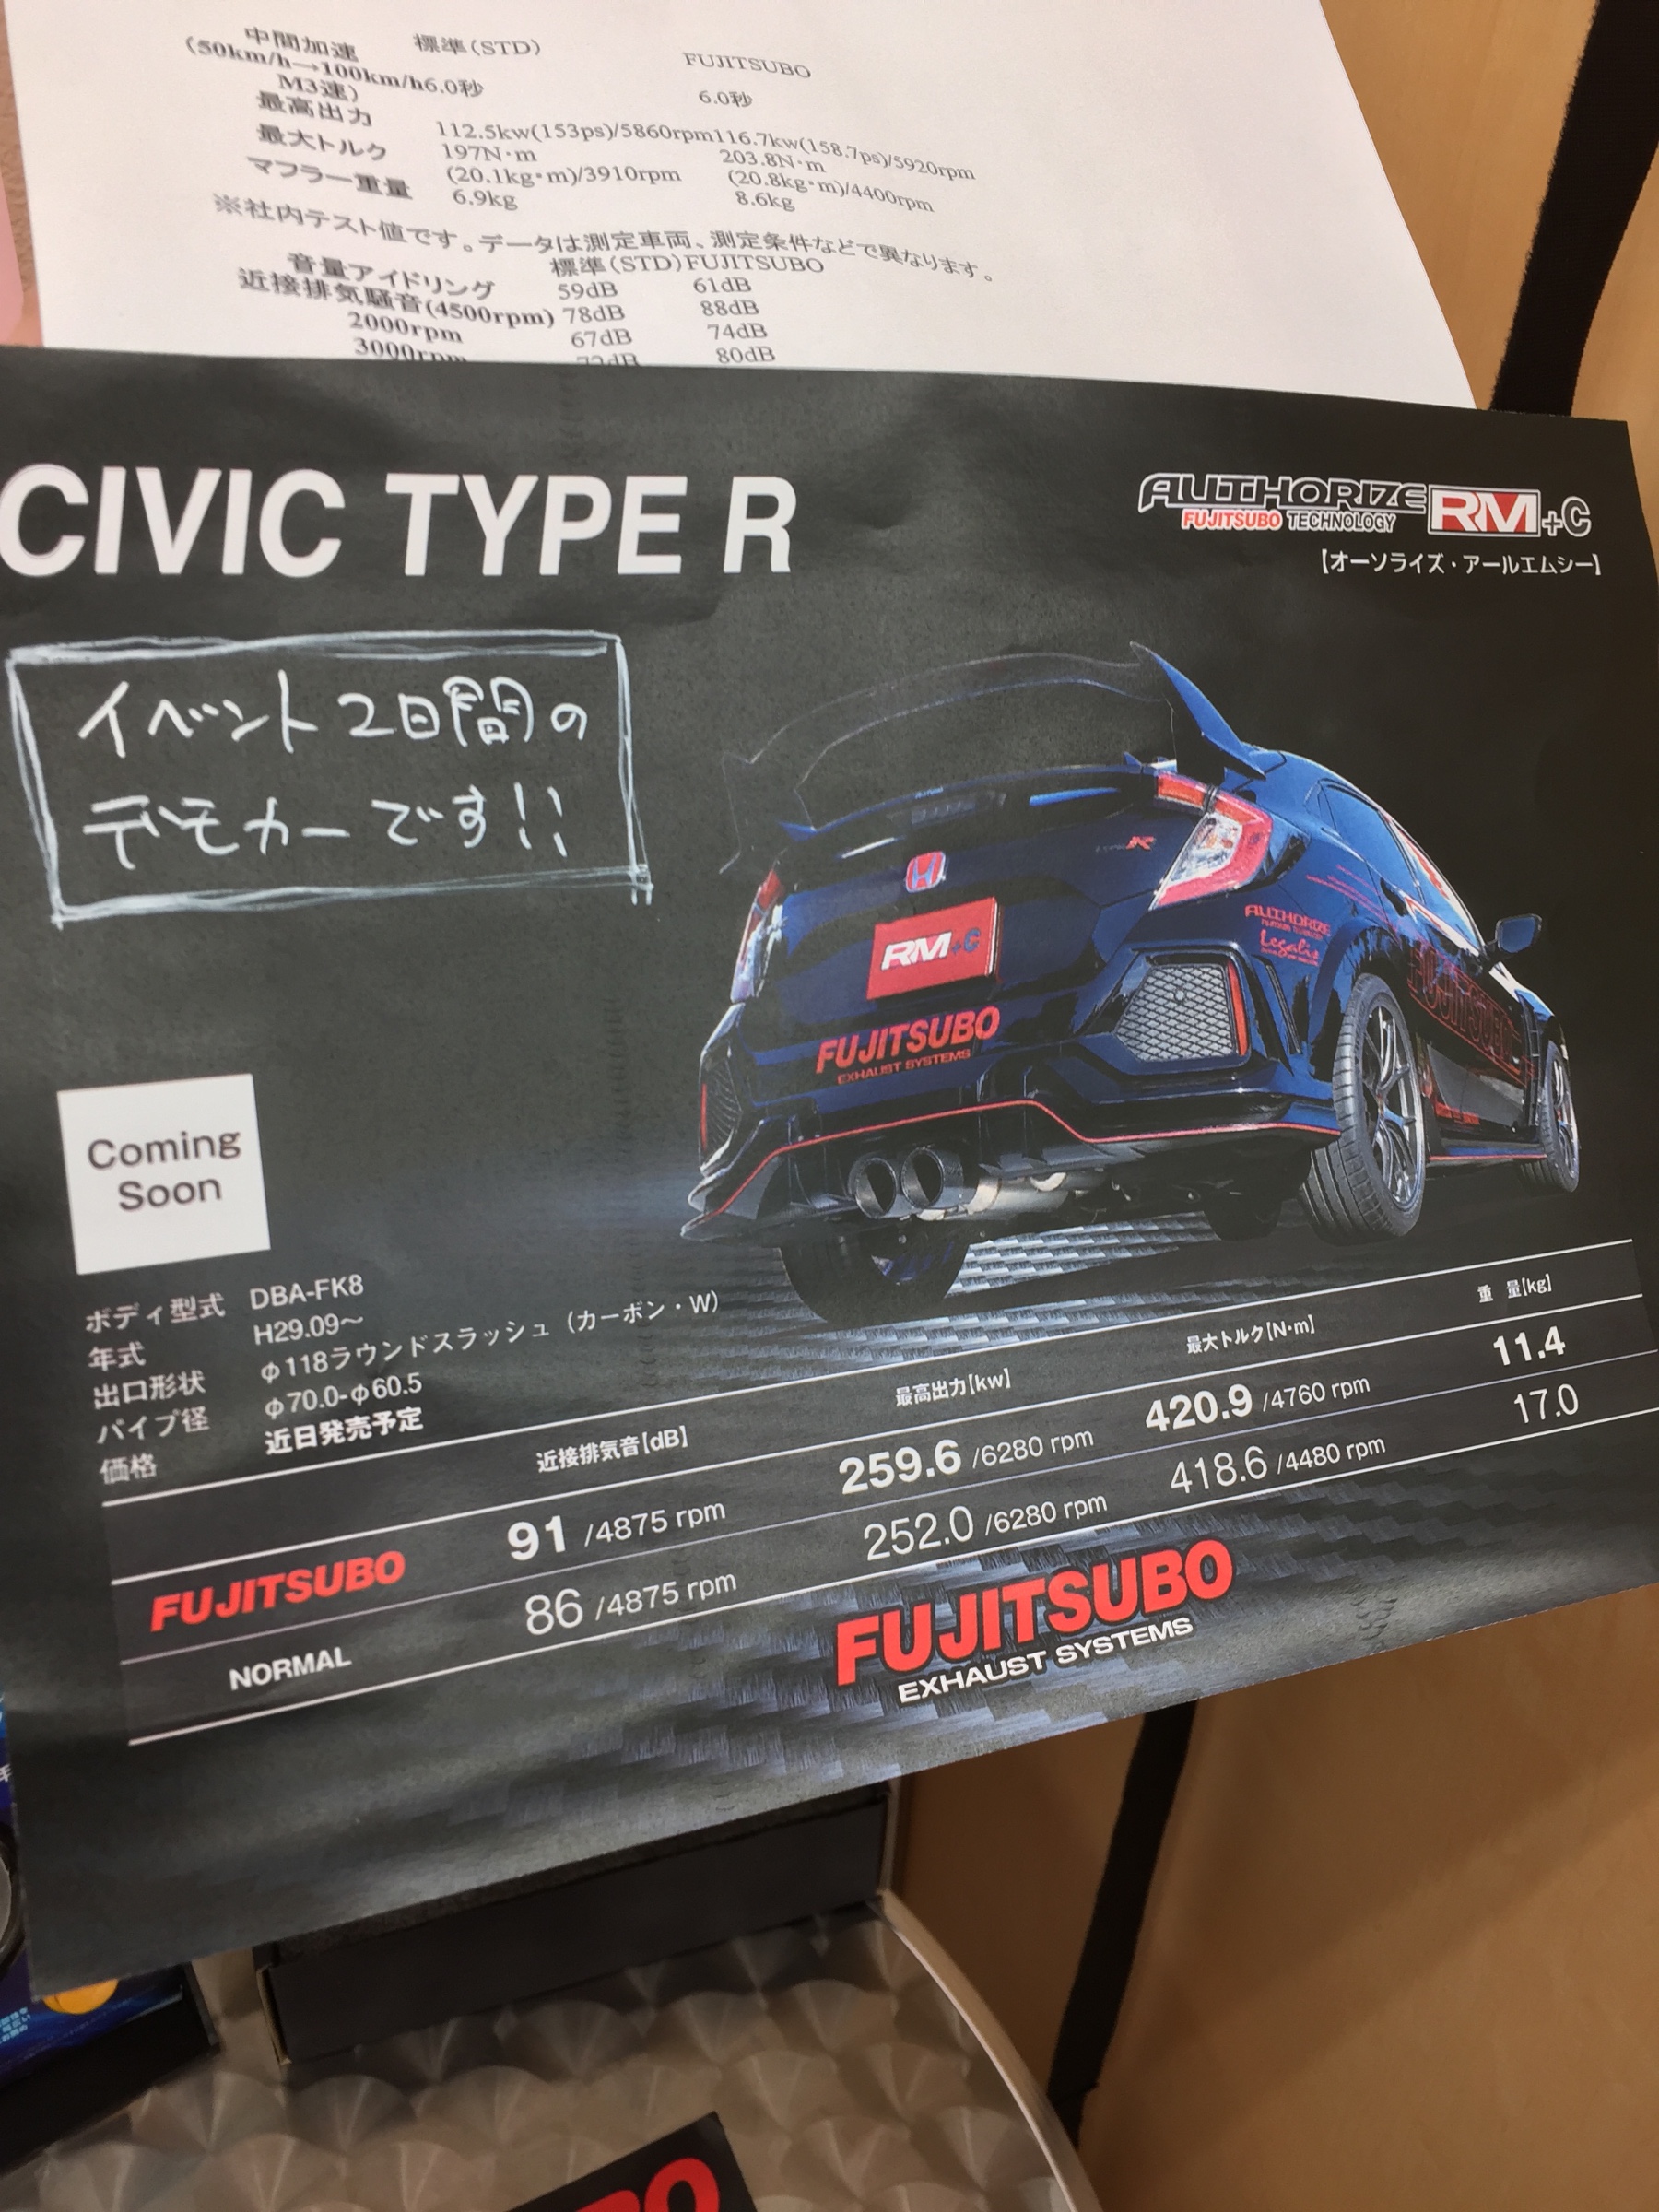 中間加速 標準(STD) FUJITSUBO
(50km/h→100km/h6.0秒 6.0秒
M3速)
最高出力 112.5kw(153ps)/5860rpm116.7kw(158.7ps)/5920rpm
最大トルク 197N·m 203.8N·m
(20.1kg·m)/3910rpm (20.8kg·m)/4400rpm
マフラー重量 6.9kg 8.6kg
※社内テスト値です。データは測定車両、測定条件などで異なります。
標準(STD)FUJITSUBO
音量アイドリング 59dB 61dB
近接排気騒音(4500rpm) 78dB 88dB
2000rpm 67dB 74dB
3000rpm 80dB
CIVIC TYPE R
AUTHORIZE RM+C
FUJITSUBO TECHNOLOGY
【オーソライズ・アールエムシー】
イベント2日間の
デモカーです!!
TYPE R
RM+C
AUTHORIZE
Legalis
FUJITSUBO
EXHAUST SYSTEMS
FUJITSUBO
Coming
Soon
ボディ型式 DBA-FK8
年式 H29.09〜
出口形状 φ118ラウンドスラッシュ(カーボン・W)
パイプ径 φ70.0-φ60.5
価格 近日発売予定
近接排気音[dB] 最高出力[kw] 最大トルク[N·m] 重 量[kg]
FUJITSUBO 91 /4875 rpm 259.6 /6280 rpm 420.9 /4760 rpm 11.4
NORMAL 86 /4875 rpm 252.0 /6280 rpm 418.6 /4480 rpm 17.0
FUJITSUBO
EXHAUST SYSTEMS